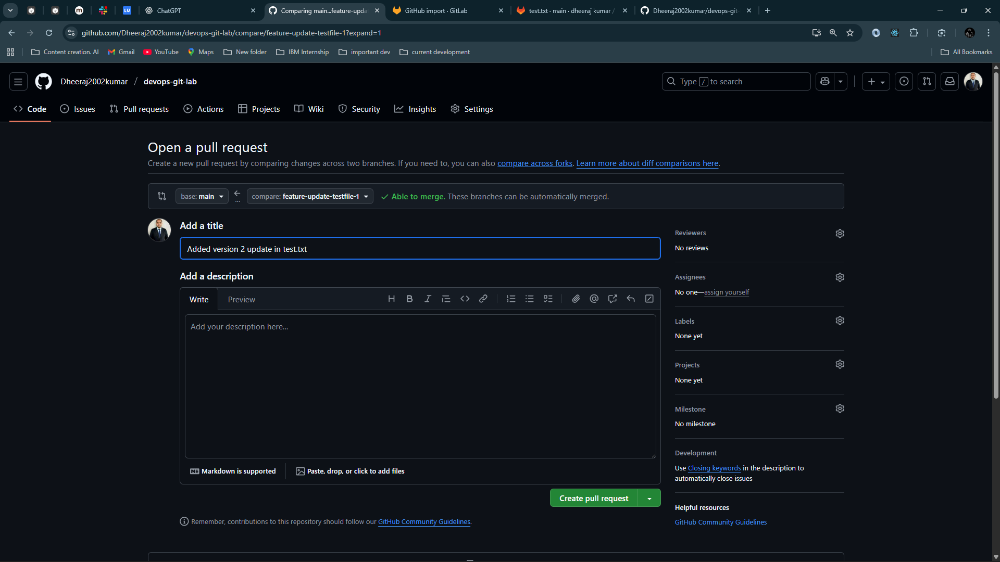 ChatGPT
Comparing main...feature-upda
GitHub import · GitLab
test.txt · main · dheeraj kumar /
Dheeraj2002kumar/devops-git-
github.com/Dheeraj2002kumar/devops-git-lab/compare/feature-update-testfile-1?expand=1
Content creation. AI
Gmail
YouTube
Maps
New folder
IBM Internship
important dev
current development
All Bookmarks
Dheeraj2002kumar / devops-git-lab
Type / to search
Code
Issues
Pull requests
Actions
Projects
Wiki
Security
Insights
Settings
Open a pull request
Create a new pull request by comparing changes across two branches. If you need to, you can also compare across forks. Learn more about diff comparisons here.
base: main
...
compare: feature-update-testfile-1
Able to merge. These branches can be automatically merged.
Add a title
Added version 2 update in test.txt
Add a description
Write
Preview
Add your description here...
Markdown is supported
Paste, drop, or click to add files
Create pull request
Remember, contributions to this repository should follow our GitHub Community Guidelines.
Reviewers
No reviews
Assignees
No one—assign yourself
Labels
None yet
Projects
None yet
Milestone
No milestone
Development
Use Closing keywords in the description to
automatically close issues
Helpful resources
GitHub Community Guidelines